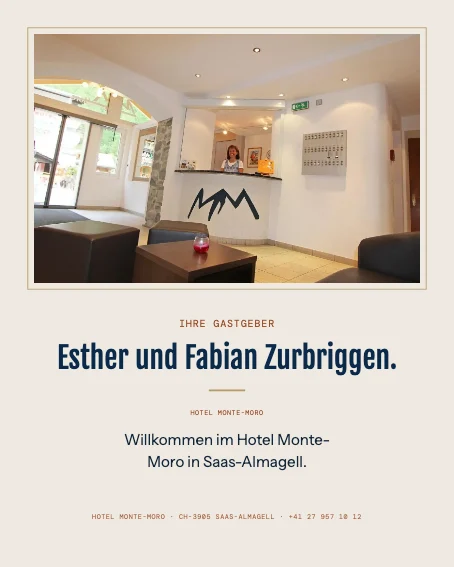 IHRE GASTGEBER
Esther und Fabian Zurbriggen.
HOTEL MONTE-MORO
Willkommen im Hotel Monte-
Moro in Saas-Almagell.
HOTEL MONTE-MORO · CH-3905 SAAS-ALMAGELL · +41 27 957 10 12